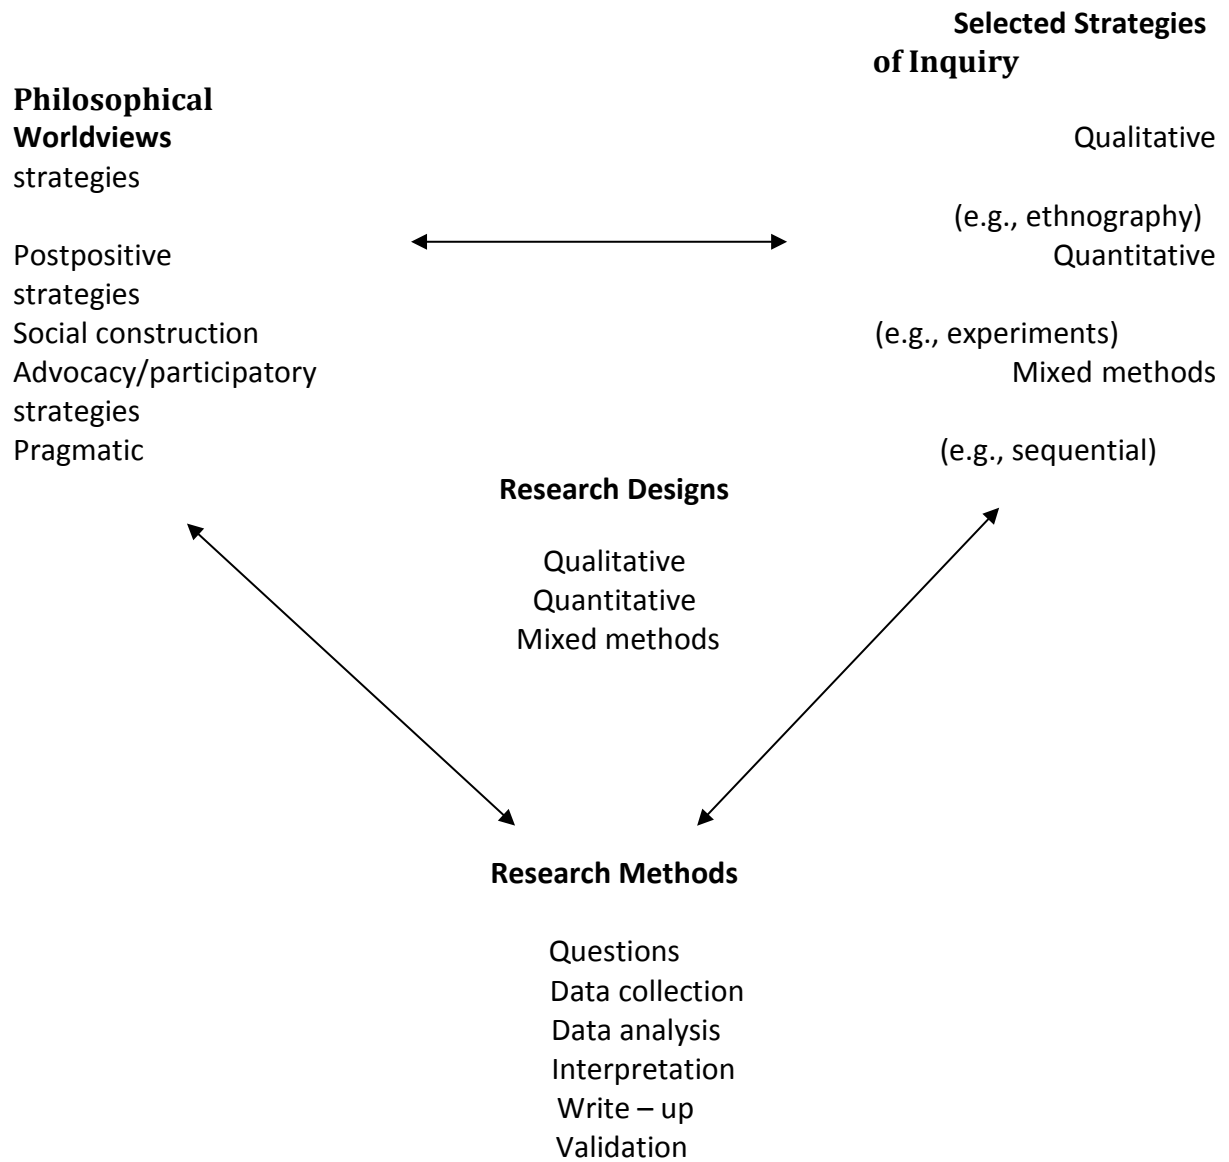 Selected Strategies
of Inquiry
Philosophical
Worldviews Qualitative
strategies
(e.g., ethnography)
Postpositive Quantitative
strategies
Social construction (e.g., experiments)
Advocacy/participatory Mixed methods
strategies
Pragmatic (e.g., sequential)
Research Designs
Qualitative
Quantitative
Mixed methods
Research Methods
Questions
Data collection
Data analysis
Interpretation
Write – up
Validation